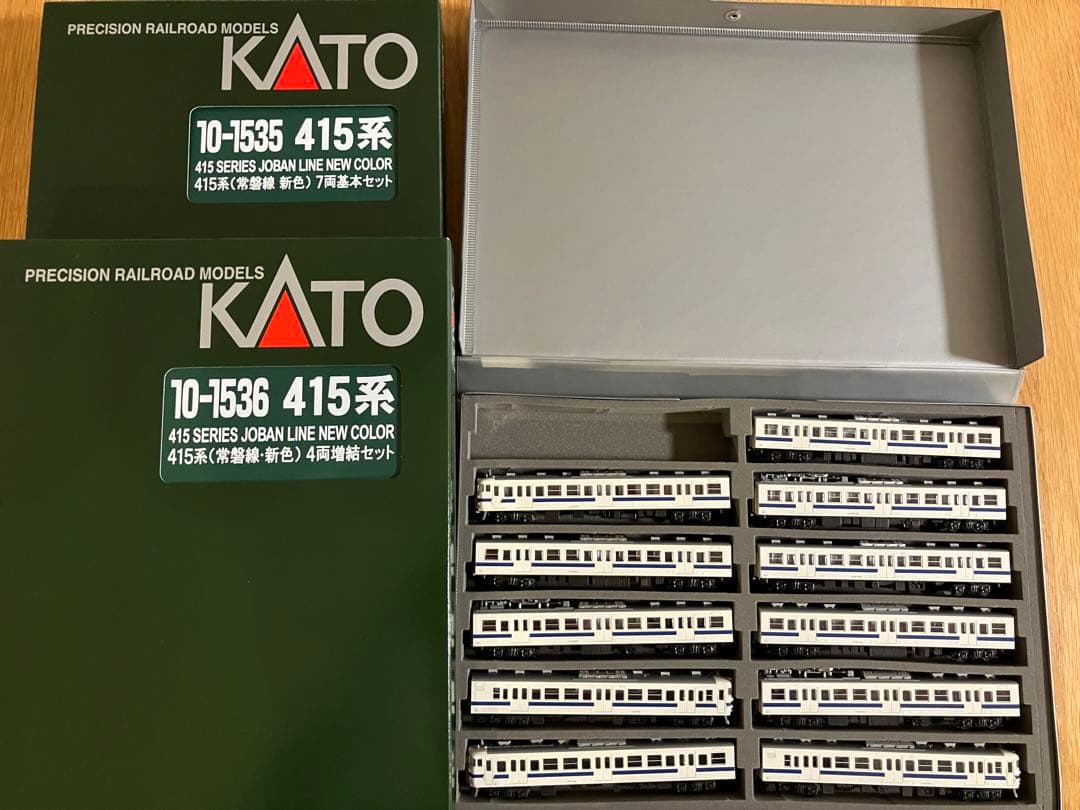 PRECISION RAILROAD MODELS
KATO
10-1535 415系
415 SERIES JOBAN LINE NEW COLOR
415系(常磐線 新色) 7両基本セット
PRECISION RAILROAD MODELS
KATO
10-1536 415系
415 SERIES JOBAN LINE NEW COLOR
415系(常磐線・新色) 4両増結セット